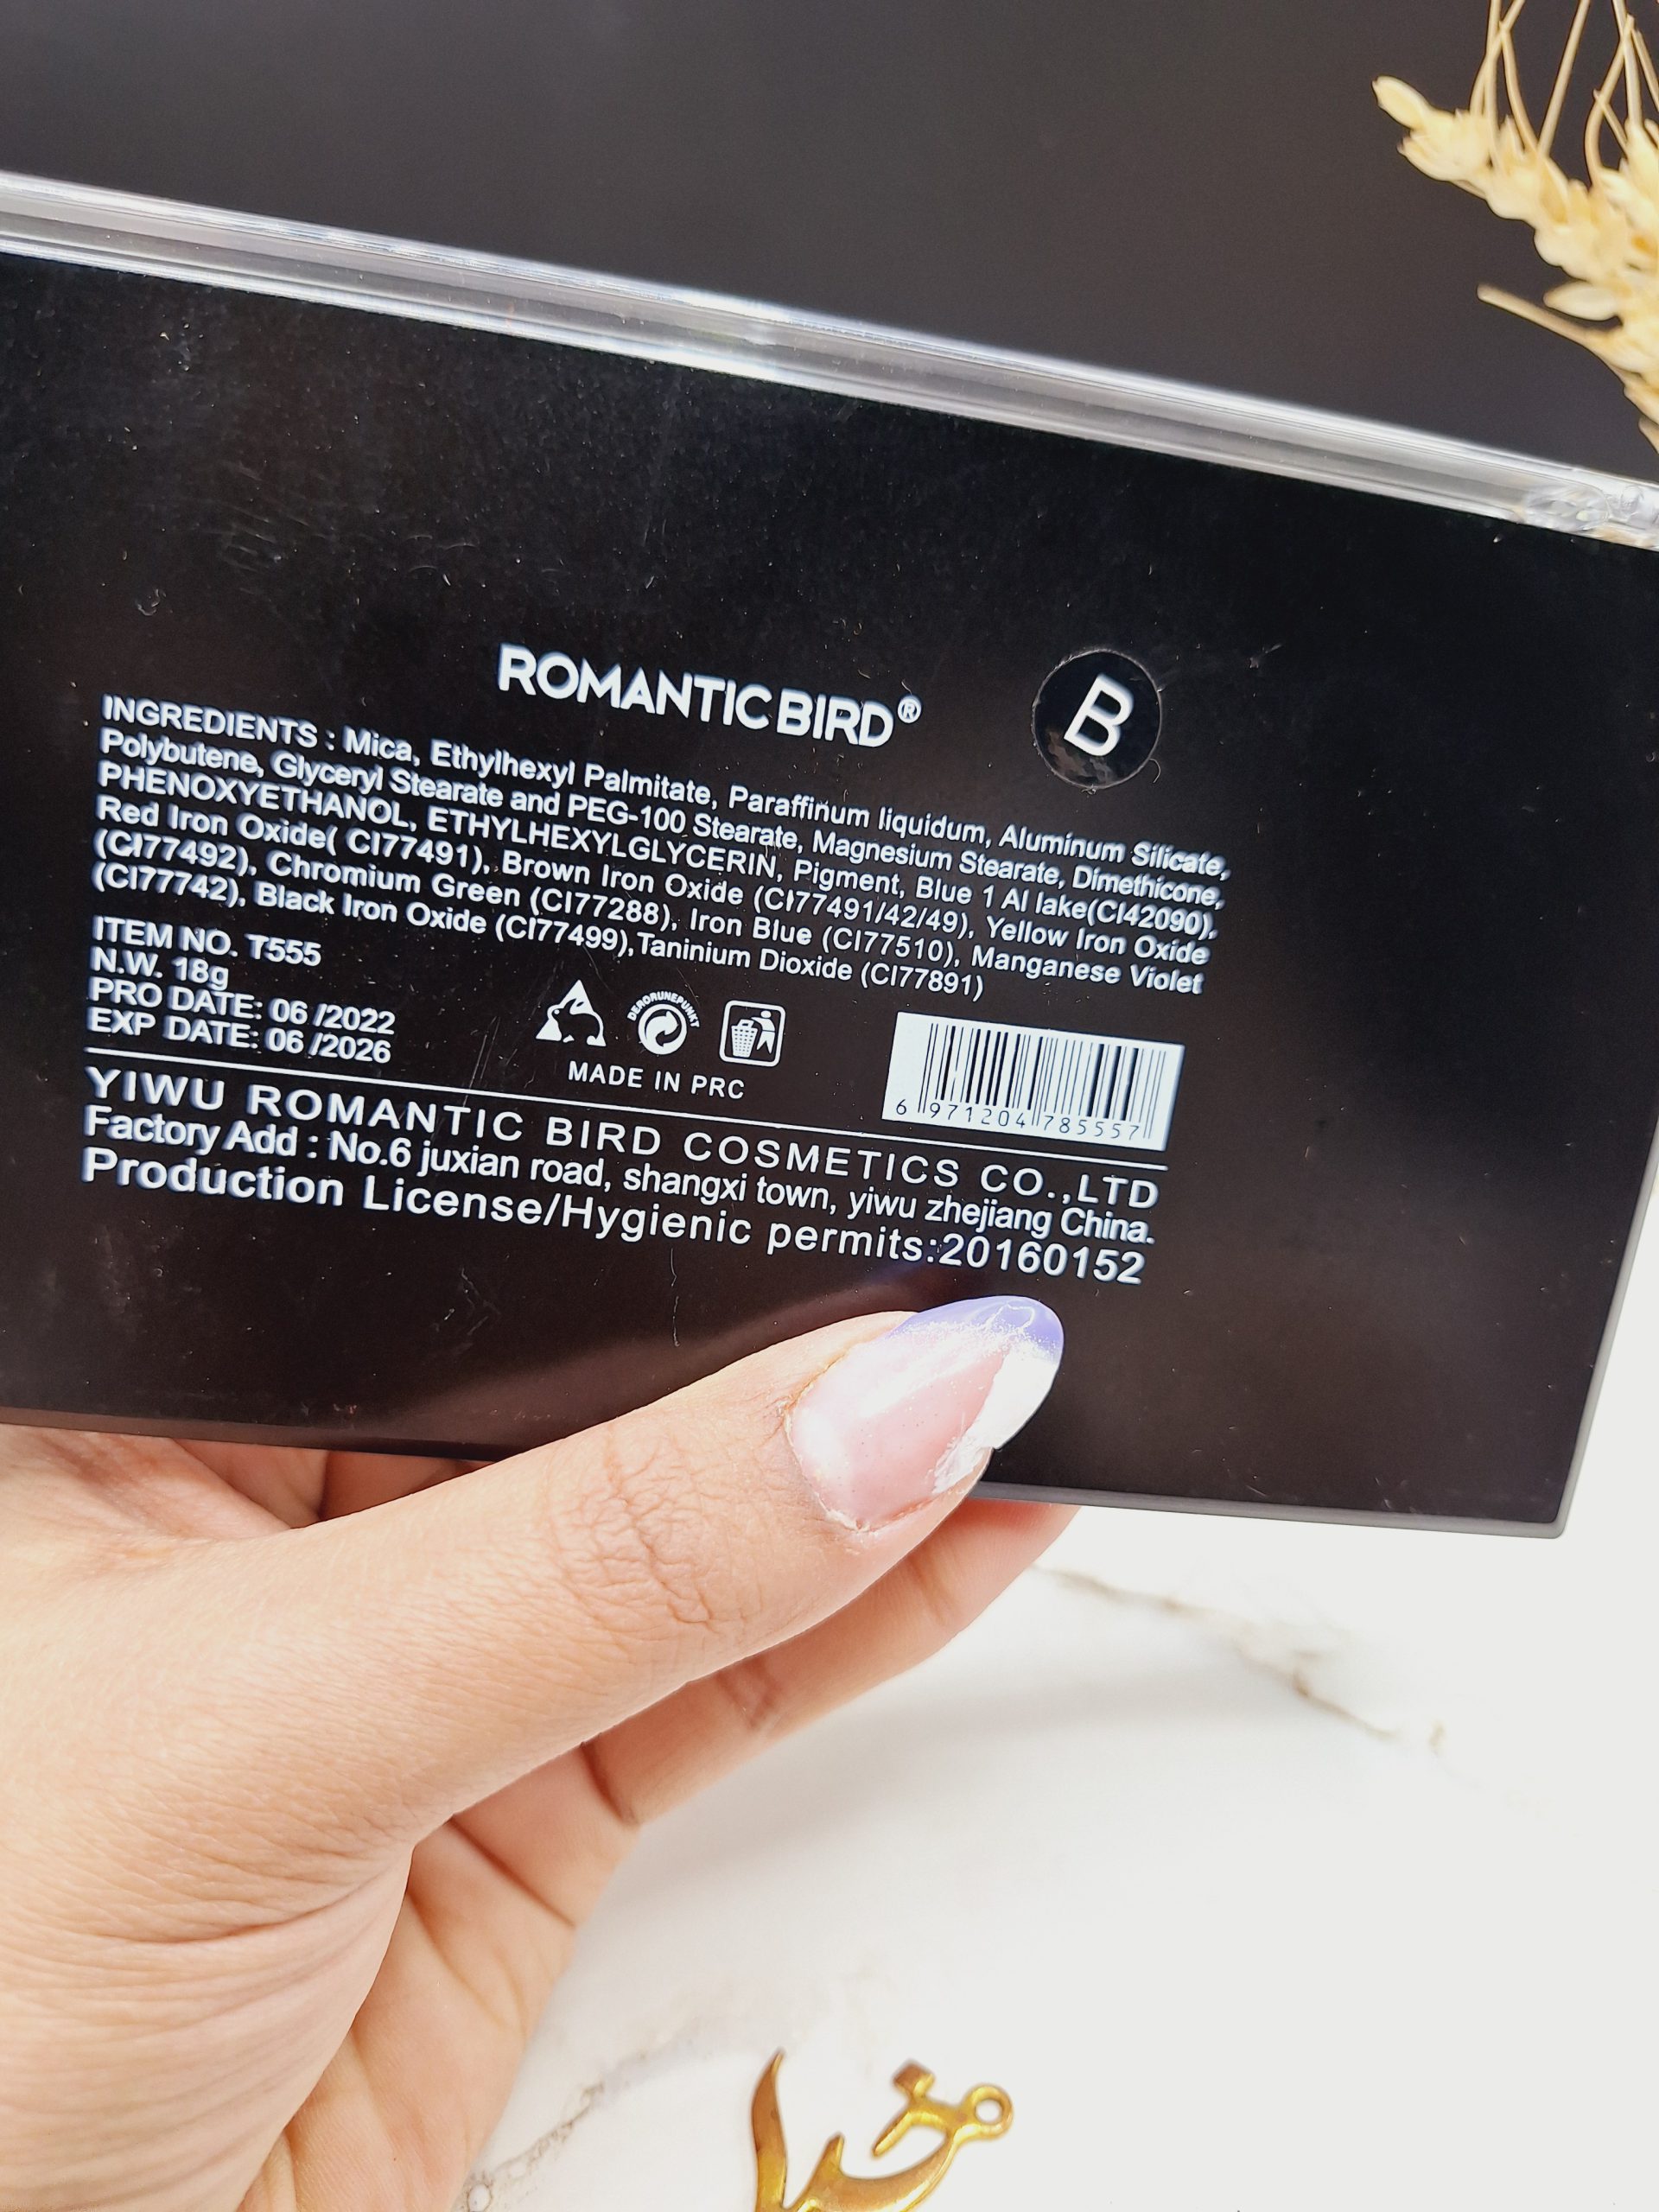 ROMANTIC BIRD®
B
INGREDIENTS : Mica, Ethylhexyl Palmitate, Paraffinum liquidum, Aluminum Silicate,
Polybutene, Glyceryl Stearate and PEG-100 Stearate, Magnesium Stearate, Dimethicone,
PHENOXYETHANOL, ETHYLHEXYLGLYCERIN, Pigment, Blue 1 Al lake(CI42090),
Red Iron Oxide( CI77491), Brown Iron Oxide (CI77491/42/49), Yellow Iron Oxide
(CI77492), Chromium Green (CI77288), Iron Blue (CI77510), Manganese Violet
(CI77742), Black Iron Oxide (CI77499),Taninium Dioxide (CI77891)
ITEM NO. T555
N.W. 18g
PRO DATE: 06 /2022
EXP DATE: 06 /2026
DERORUNEPUNKT
MADE IN PRC
6 971204 785557
YIWU ROMANTIC BIRD COSMETICS CO.,LTD
Factory Add : No.6 juxian road, shangxi town, yiwu zhejiang China.
Production License/Hygienic permits:20160152